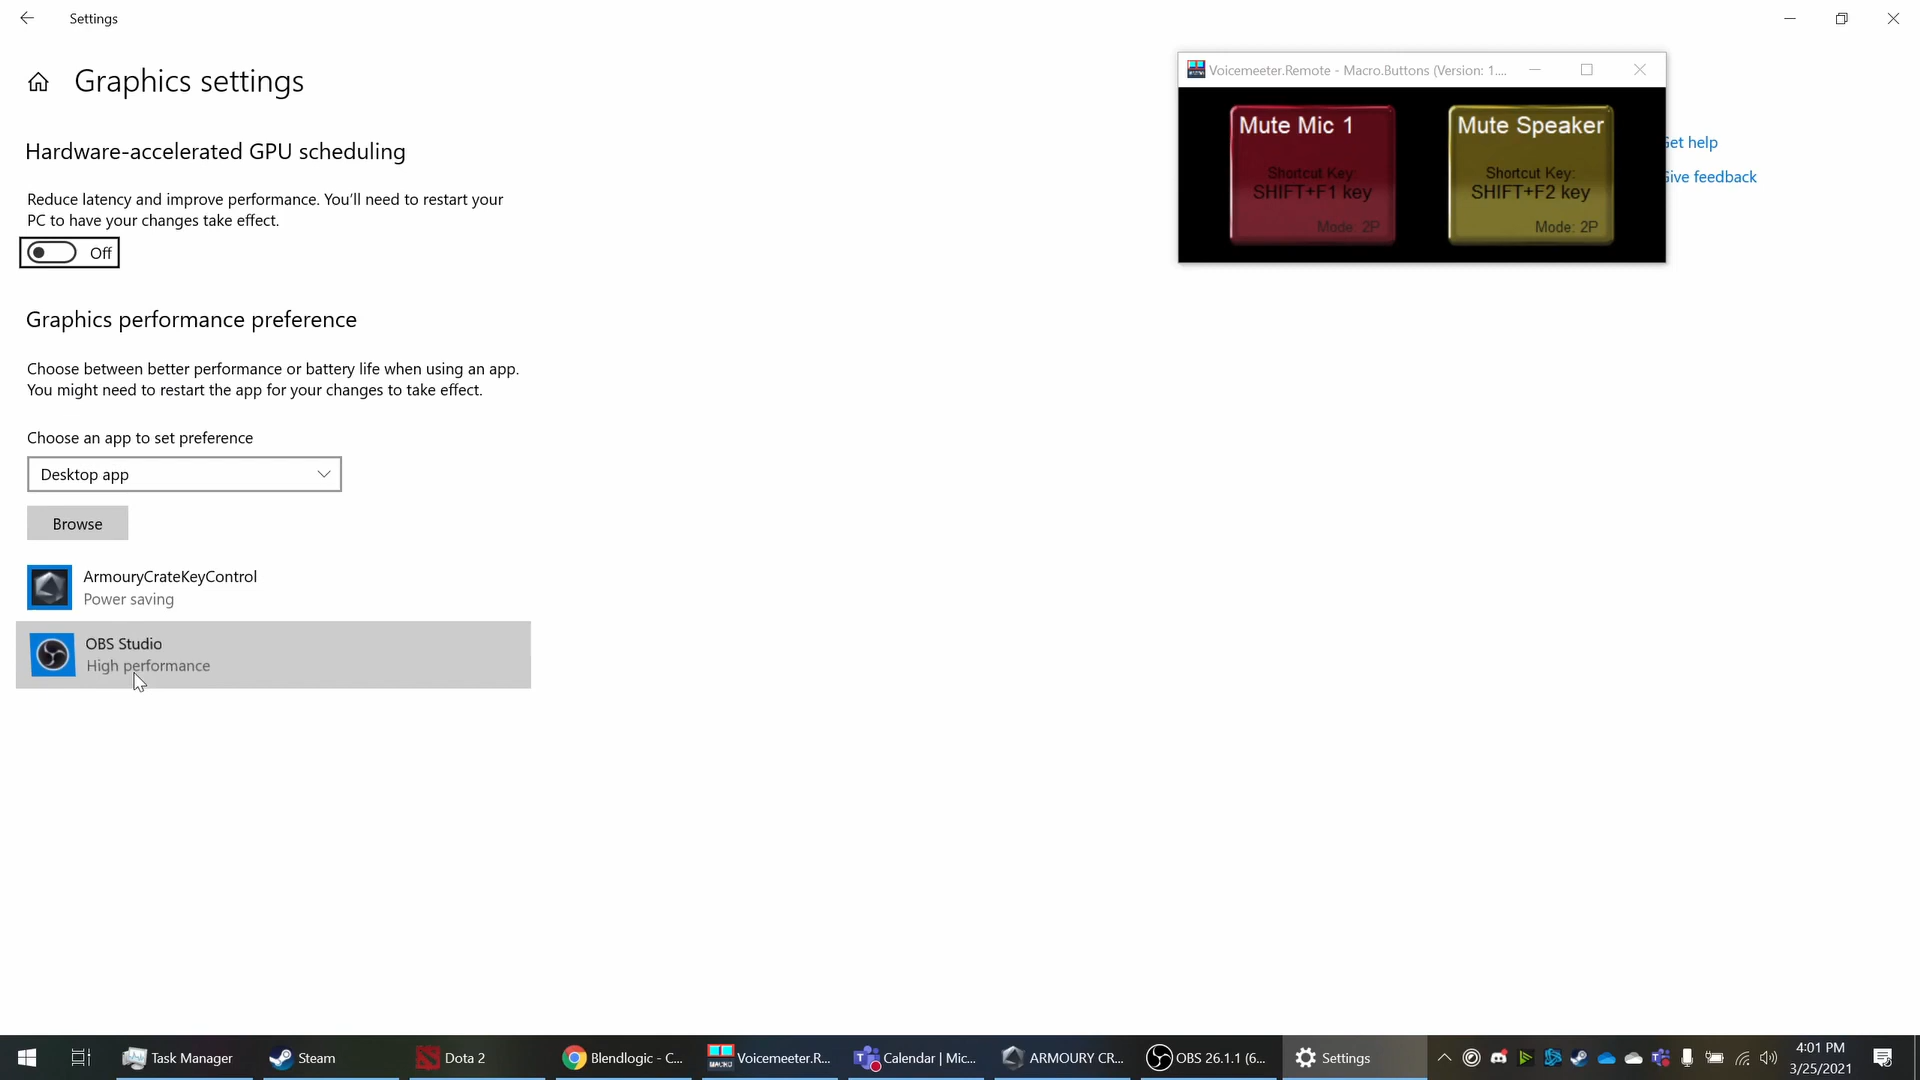 Settings
Graphics settings
Hardware-accelerated GPU scheduling
Reduce latency and improve performance. You'll need to restart your
PC to have your changes take effect.
Off
Graphics performance preference
Choose between better performance or battery life when using an app.
You might need to restart the app for your changes to take effect.
Choose an app to set preference
Desktop app
Browse
ArmouryCrateKeyControl
Power saving
OBS Studio
High performance
Voicemeeter.Remote - Macro.Buttons (Version: 1....
Mute Mic 1
Shortcut Key:
SHIFT+F1 key
Mode: 2P
Mute Speaker
Shortcut Key:
SHIFT+F2 key
Mode: 2P
Get help
Give feedback
Task Manager
Steam
Dota 2
Blendlogic - C...
Voicemeeter.R...
Calendar | Mic...
ARMOURY CR...
OBS 26.1.1 (6...
Settings
4:01 PM
3/25/2021